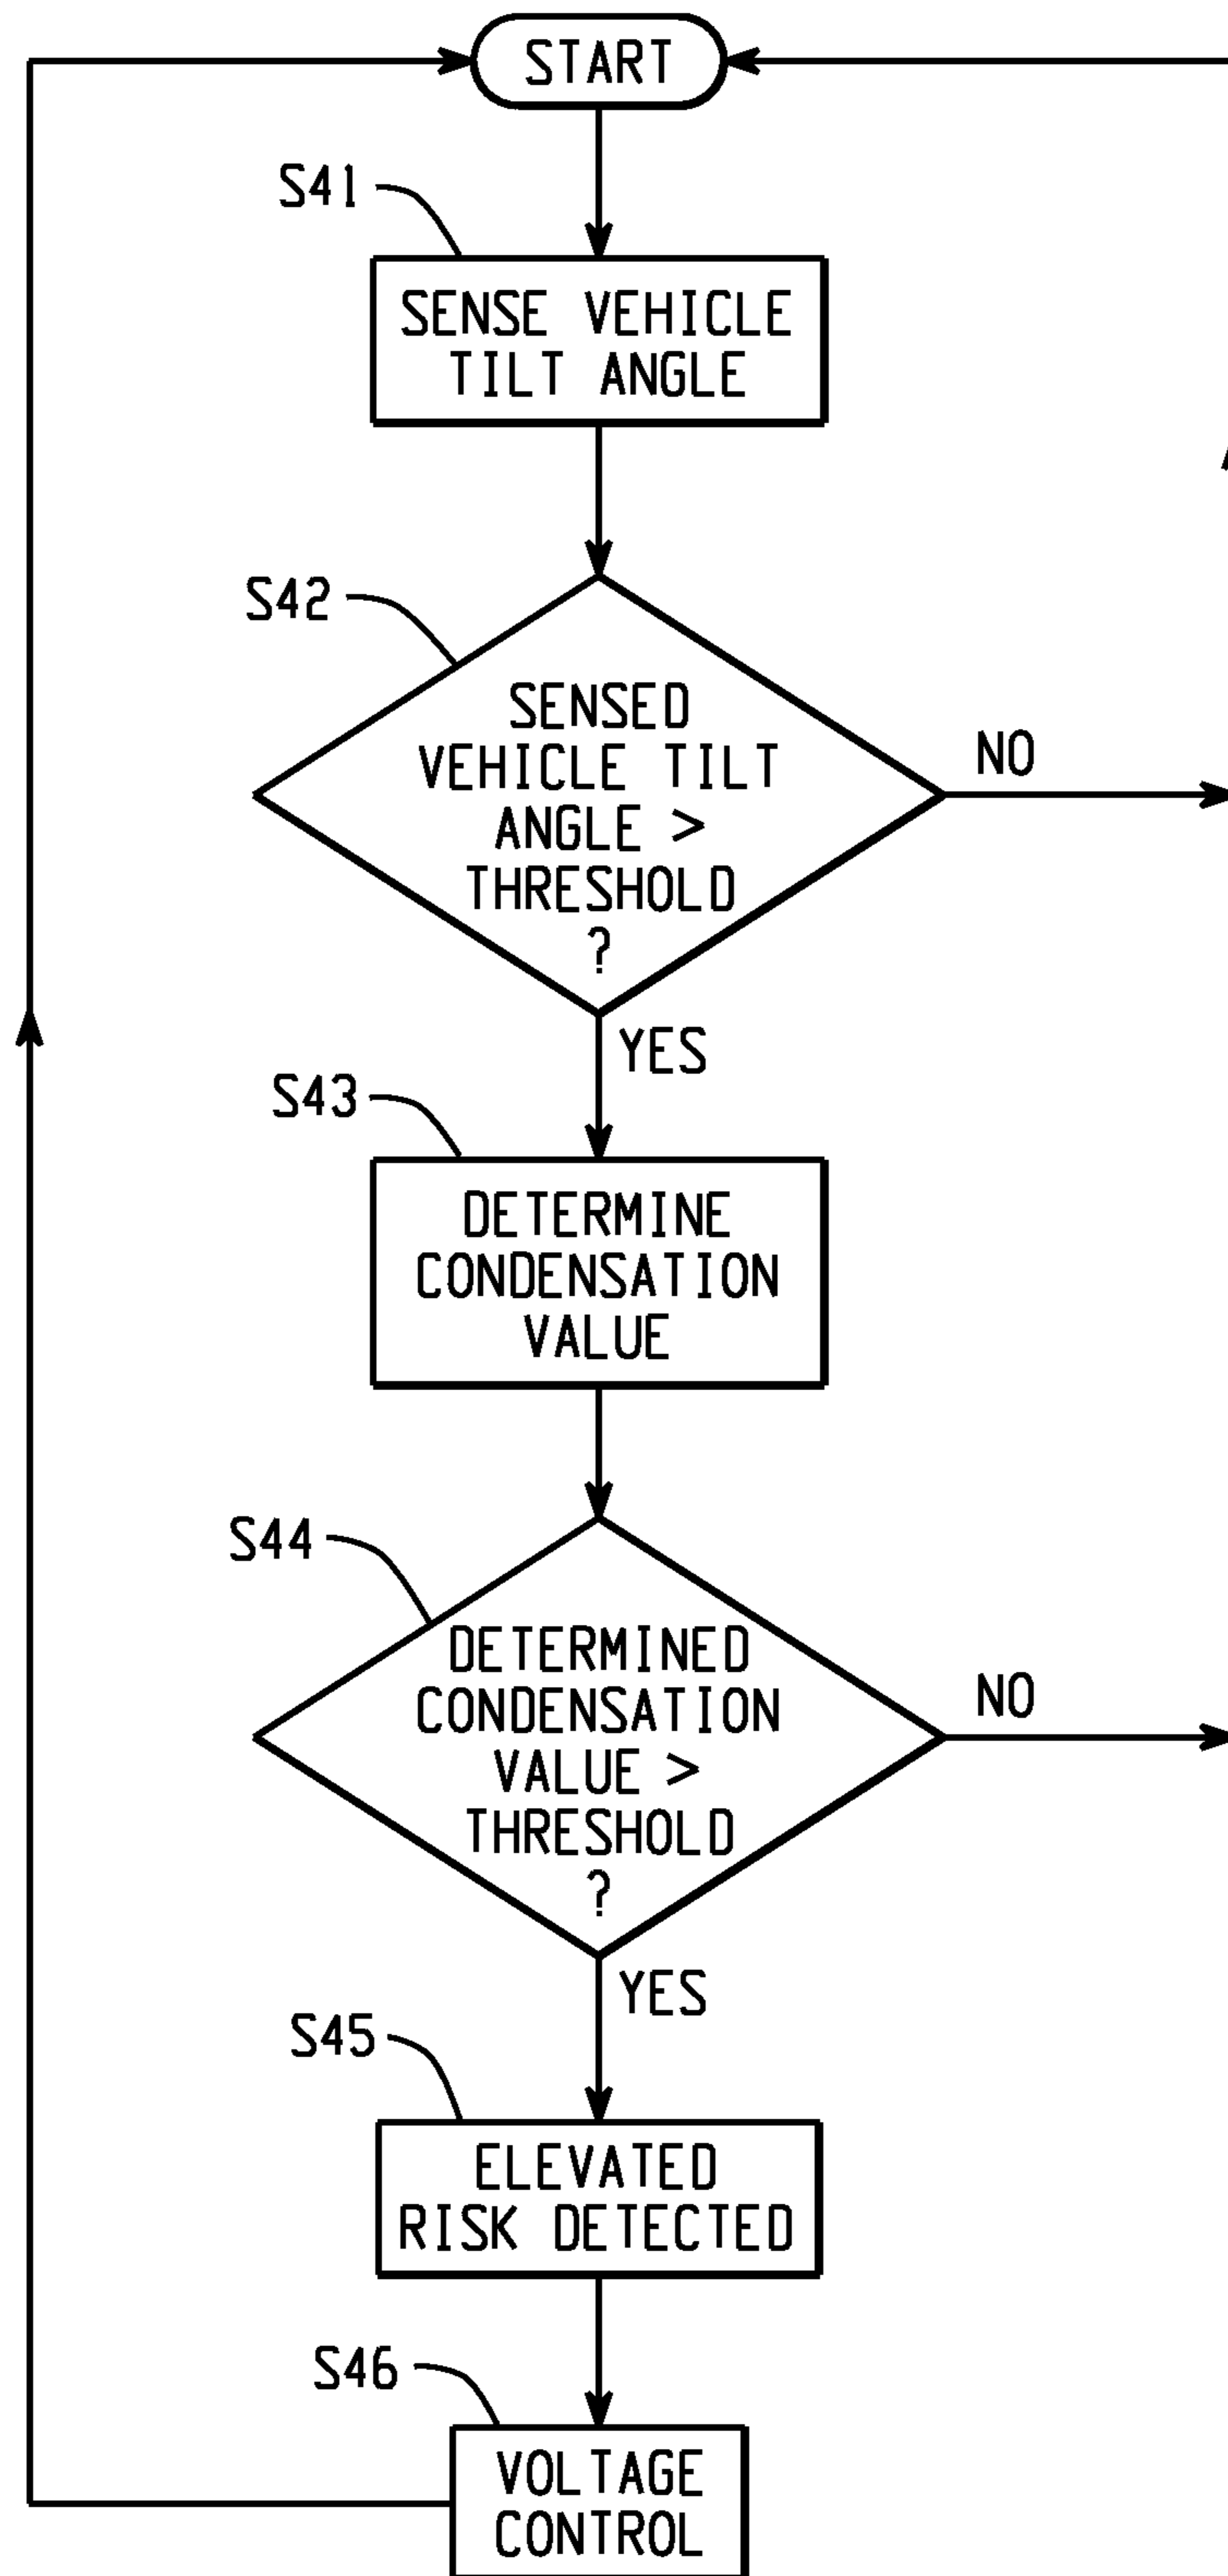 START
S41
SENSE VEHICLE
TILT ANGLE
S42
SENSED
VEHICLE TILT
ANGLE >
THRESHOLD
?
NO
YES
S43
DETERMINE
CONDENSATION
VALUE
S44
DETERMINED
CONDENSATION
VALUE >
THRESHOLD
?
NO
YES
S45
ELEVATED
RISK DETECTED
S46
VOLTAGE
CONTROL